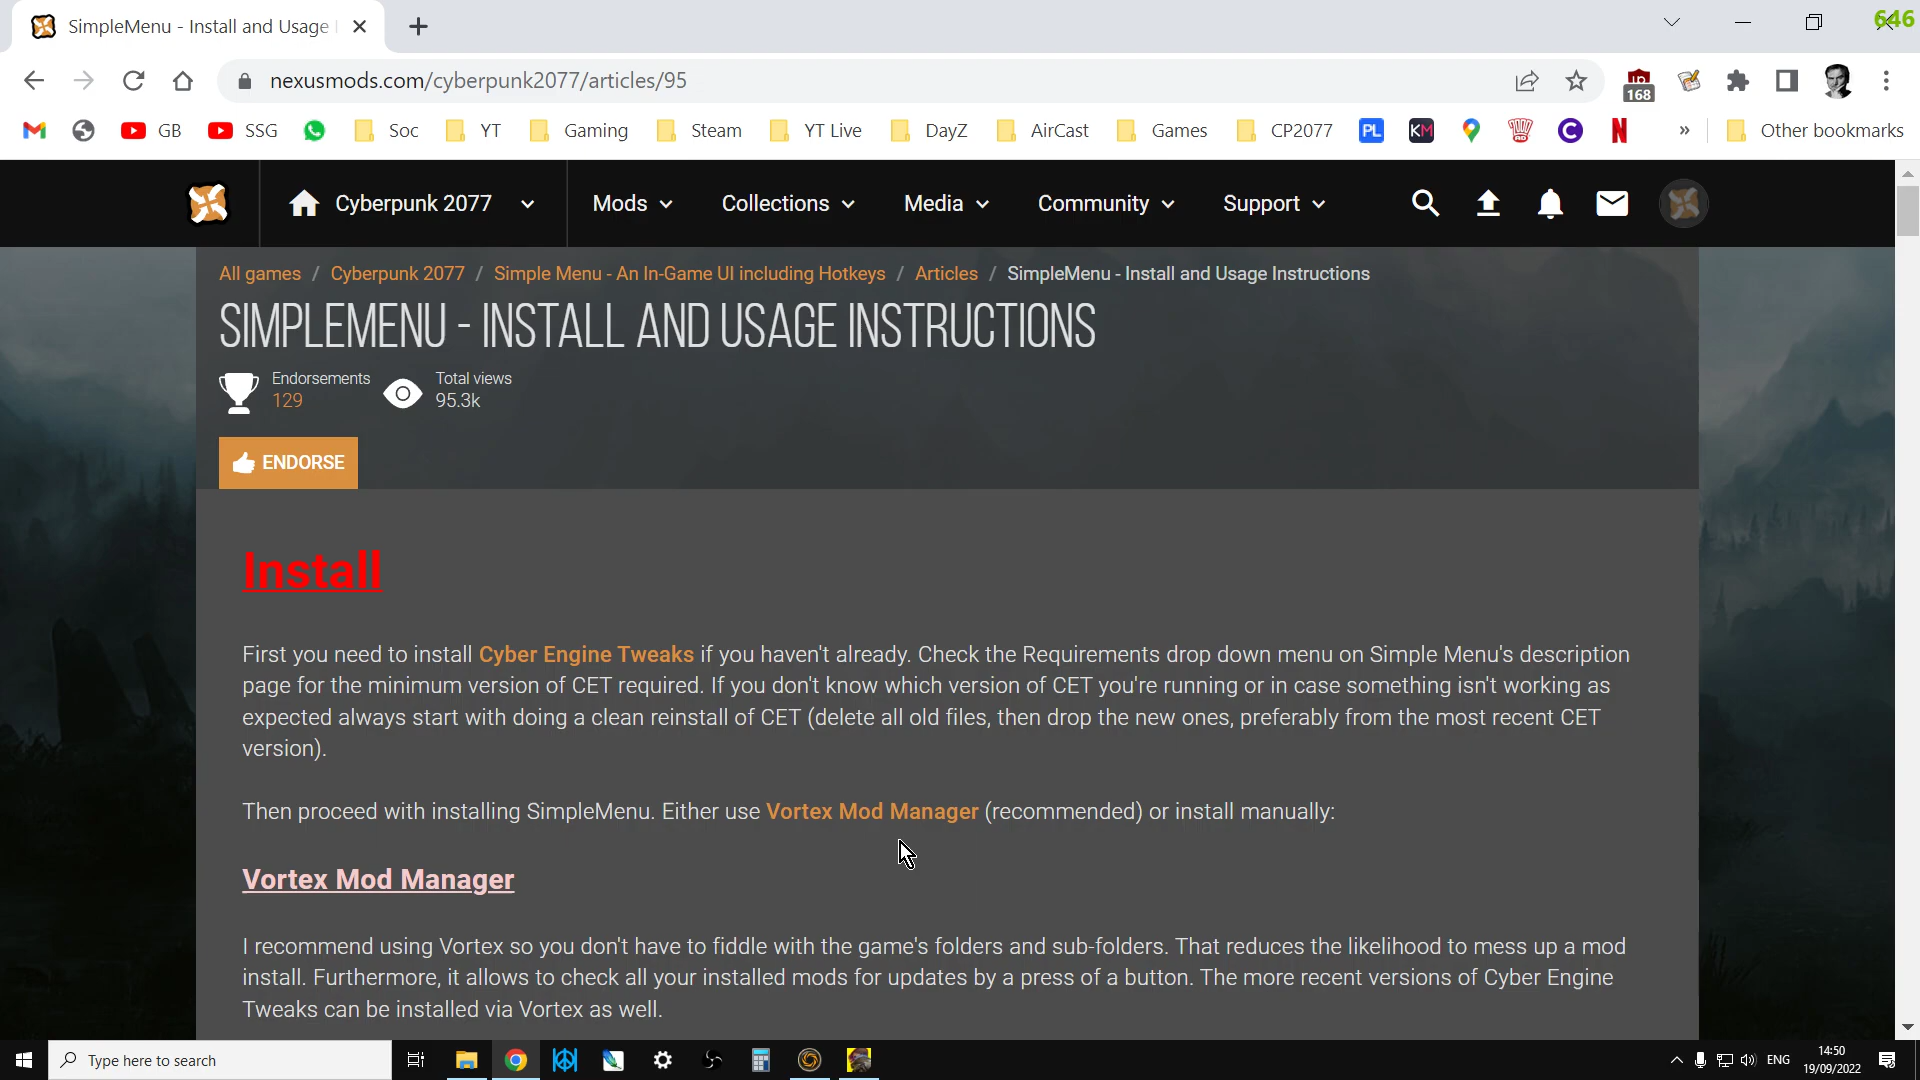 SimpleMenu - Install and Usage
646
nexusmods.com/cyberpunk2077/articles/95
168
GB
SSG
Soc
YT
Gaming
Steam
YT Live
DayZ
AirCast
Games
CP2077
PL
KM
C
N
»
Other bookmarks
Cyberpunk 2077
Mods
Collections
Media
Community
Support
All games / Cyberpunk 2077 / Simple Menu - An In-Game UI including Hotkeys / Articles / SimpleMenu - Install and Usage Instructions
SIMPLEMENU - INSTALL AND USAGE INSTRUCTIONS
Endorsements
129
Total views
95.3k
ENDORSE
Install
First you need to install Cyber Engine Tweaks if you haven't already. Check the Requirements drop down menu on Simple Menu's description
page for the minimum version of CET required. If you don't know which version of CET you're running or in case something isn't working as
expected always start with doing a clean reinstall of CET (delete all old files, then drop the new ones, preferably from the most recent CET
version).
Then proceed with installing SimpleMenu. Either use Vortex Mod Manager (recommended) or install manually:
Vortex Mod Manager
I recommend using Vortex so you don't have to fiddle with the game's folders and sub-folders. That reduces the likelihood to mess up a mod
install. Furthermore, it allows to check all your installed mods for updates by a press of a button. The more recent versions of Cyber Engine
Tweaks can be installed via Vortex as well.
Type here to search
ENG
14:50
19/09/2022